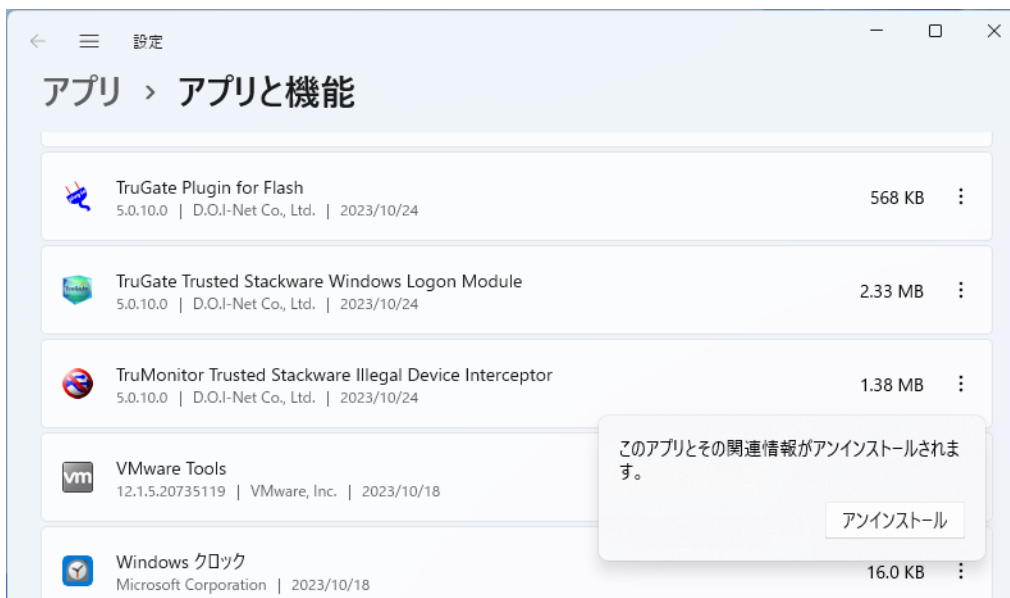 設定
アプリ › アプリと機能
TruGate Plugin for Flash
5.0.10.0 | D.O.I-Net Co., Ltd. | 2023/10/24
568 KB
TruGate Trusted Stackware Windows Logon Module
5.0.10.0 | D.O.I-Net Co., Ltd. | 2023/10/24
2.33 MB
TruMonitor Trusted Stackware Illegal Device Interceptor
5.0.10.0 | D.O.I-Net Co., Ltd. | 2023/10/24
1.38 MB
このアプリとその関連情報がアンインストールされま
す。
アンインストール
vm
VMware Tools
12.1.5.20735119 | VMware, Inc. | 2023/10/18
Windows クロック
Microsoft Corporation | 2023/10/18
16.0 KB